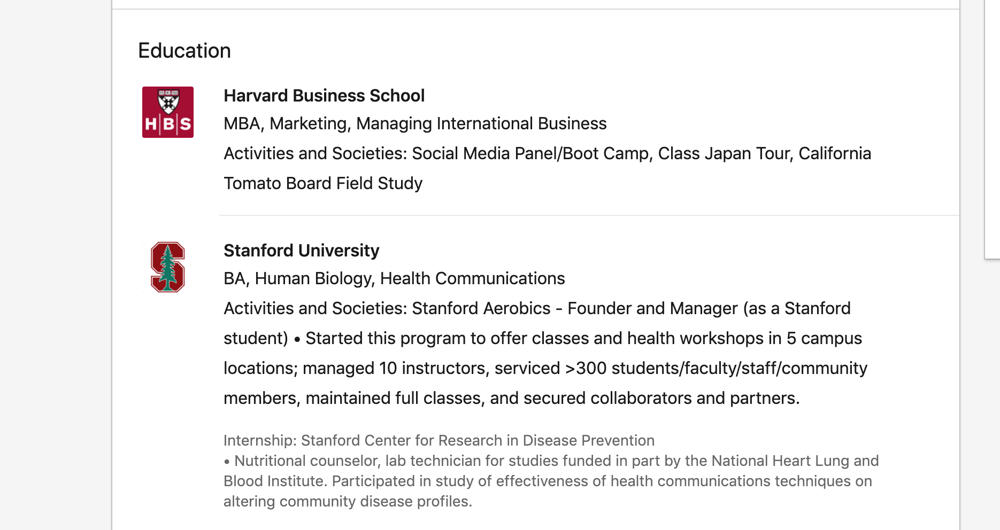 Education
H|B|S
Harvard Business School
MBA, Marketing, Managing International Business
Activities and Societies: Social Media Panel/Boot Camp, Class Japan Tour, California
Tomato Board Field Study
S
Stanford University
BA, Human Biology, Health Communications
Activities and Societies: Stanford Aerobics - Founder and Manager (as a Stanford
student) • Started this program to offer classes and health workshops in 5 campus
locations; managed 10 instructors, serviced >300 students/faculty/staff/community
members, maintained full classes, and secured collaborators and partners.
Internship: Stanford Center for Research in Disease Prevention
• Nutritional counselor, lab technician for studies funded in part by the National Heart Lung and
Blood Institute. Participated in study of effectiveness of health communications techniques on
altering community disease profiles.